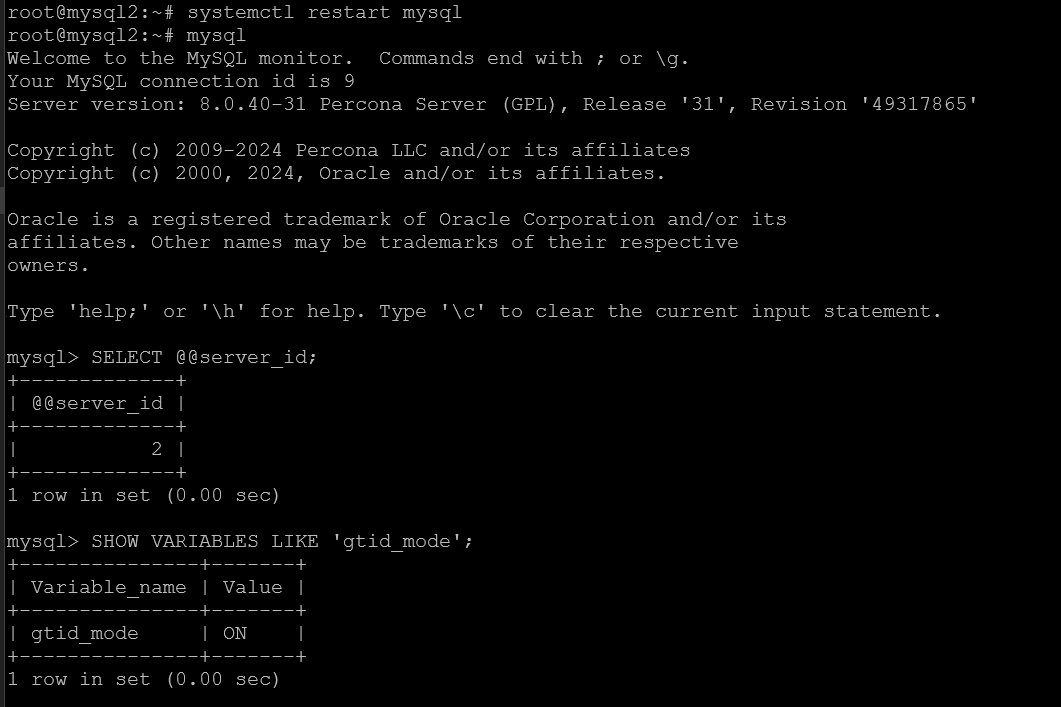 root@mysql2:~# systemctl restart mysql
root@mysql2:~# mysql
Welcome to the MySQL monitor.  Commands end with ; or \g.
Your MySQL connection id is 9
Server version: 8.0.40-31 Percona Server (GPL), Release '31', Revision '49317865'

Copyright (c) 2009-2024 Percona LLC and/or its affiliates
Copyright (c) 2000, 2024, Oracle and/or its affiliates.

Oracle is a registered trademark of Oracle Corporation and/or its
affiliates. Other names may be trademarks of their respective
owners.

Type 'help;' or '\h' for help. Type '\c' to clear the current input statement.

mysql> SELECT @@server_id;
+-------------+
| @@server_id |
+-------------+
|           2 |
+-------------+
1 row in set (0.00 sec)

mysql> SHOW VARIABLES LIKE 'gtid_mode';
+---------------+-------+
| Variable_name | Value |
+---------------+-------+
| gtid_mode     | ON    |
+---------------+-------+
1 row in set (0.00 sec)